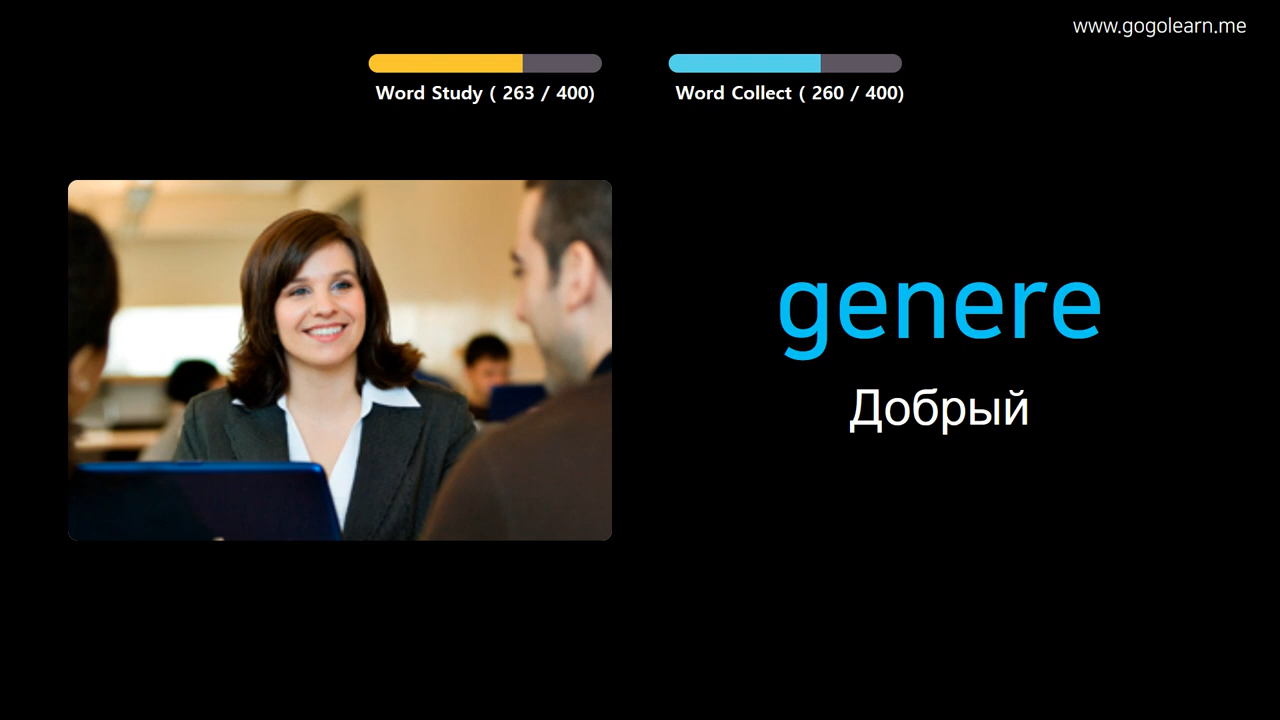 www.gogolearn.me
Word Study ( 263 / 400)
Word Collect ( 260 / 400)
genere
Добрый